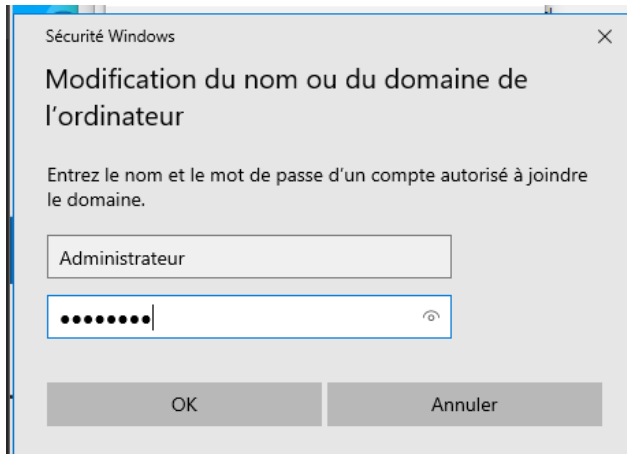 Sécurité Windows
Modification du nom ou du domaine de
l'ordinateur
Entrez le nom et le mot de passe d'un compte autorisé à joindre
le domaine.
Administrateur
••••••••
OK
Annuler